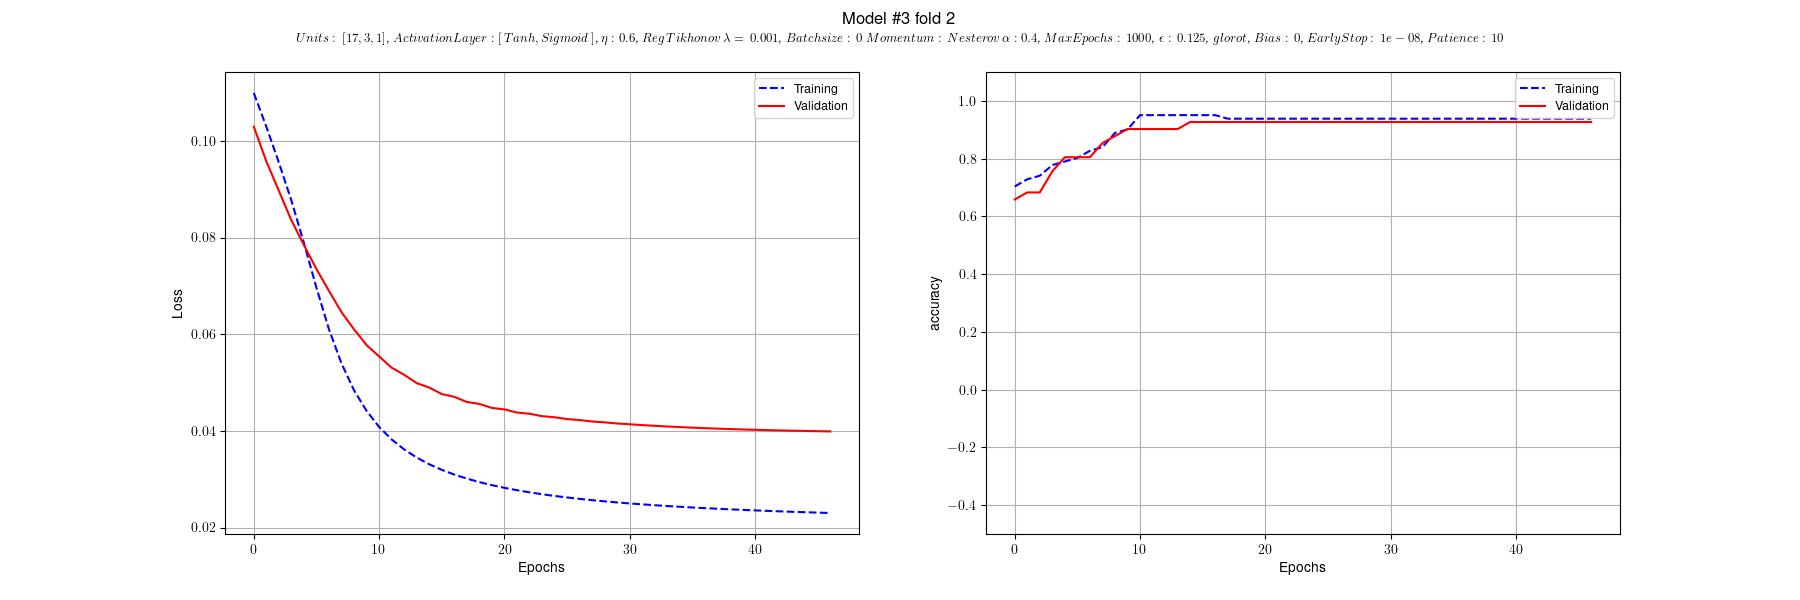 Model #3 fold 2
Units : [17, 3, 1], ActivationLayer : [ Tanh, Sigmoid ], η : 0.6, RegTikhonov λ = 0.001, Batchsize : 0 Momentum : Nesterov α : 0.4, MaxEpochs : 1000, ϵ : 0.125, glorot, Bias : 0, EarlyStop : 1e − 08, Patience : 10
Training
Validation
Loss
0.10
0.08
0.06
0.04
0.02
0 10 20 30 40
Epochs
Training
Validation
accuracy
1.0
0.8
0.6
0.4
0.2
0.0
−0.2
−0.4
0 10 20 30 40
Epochs